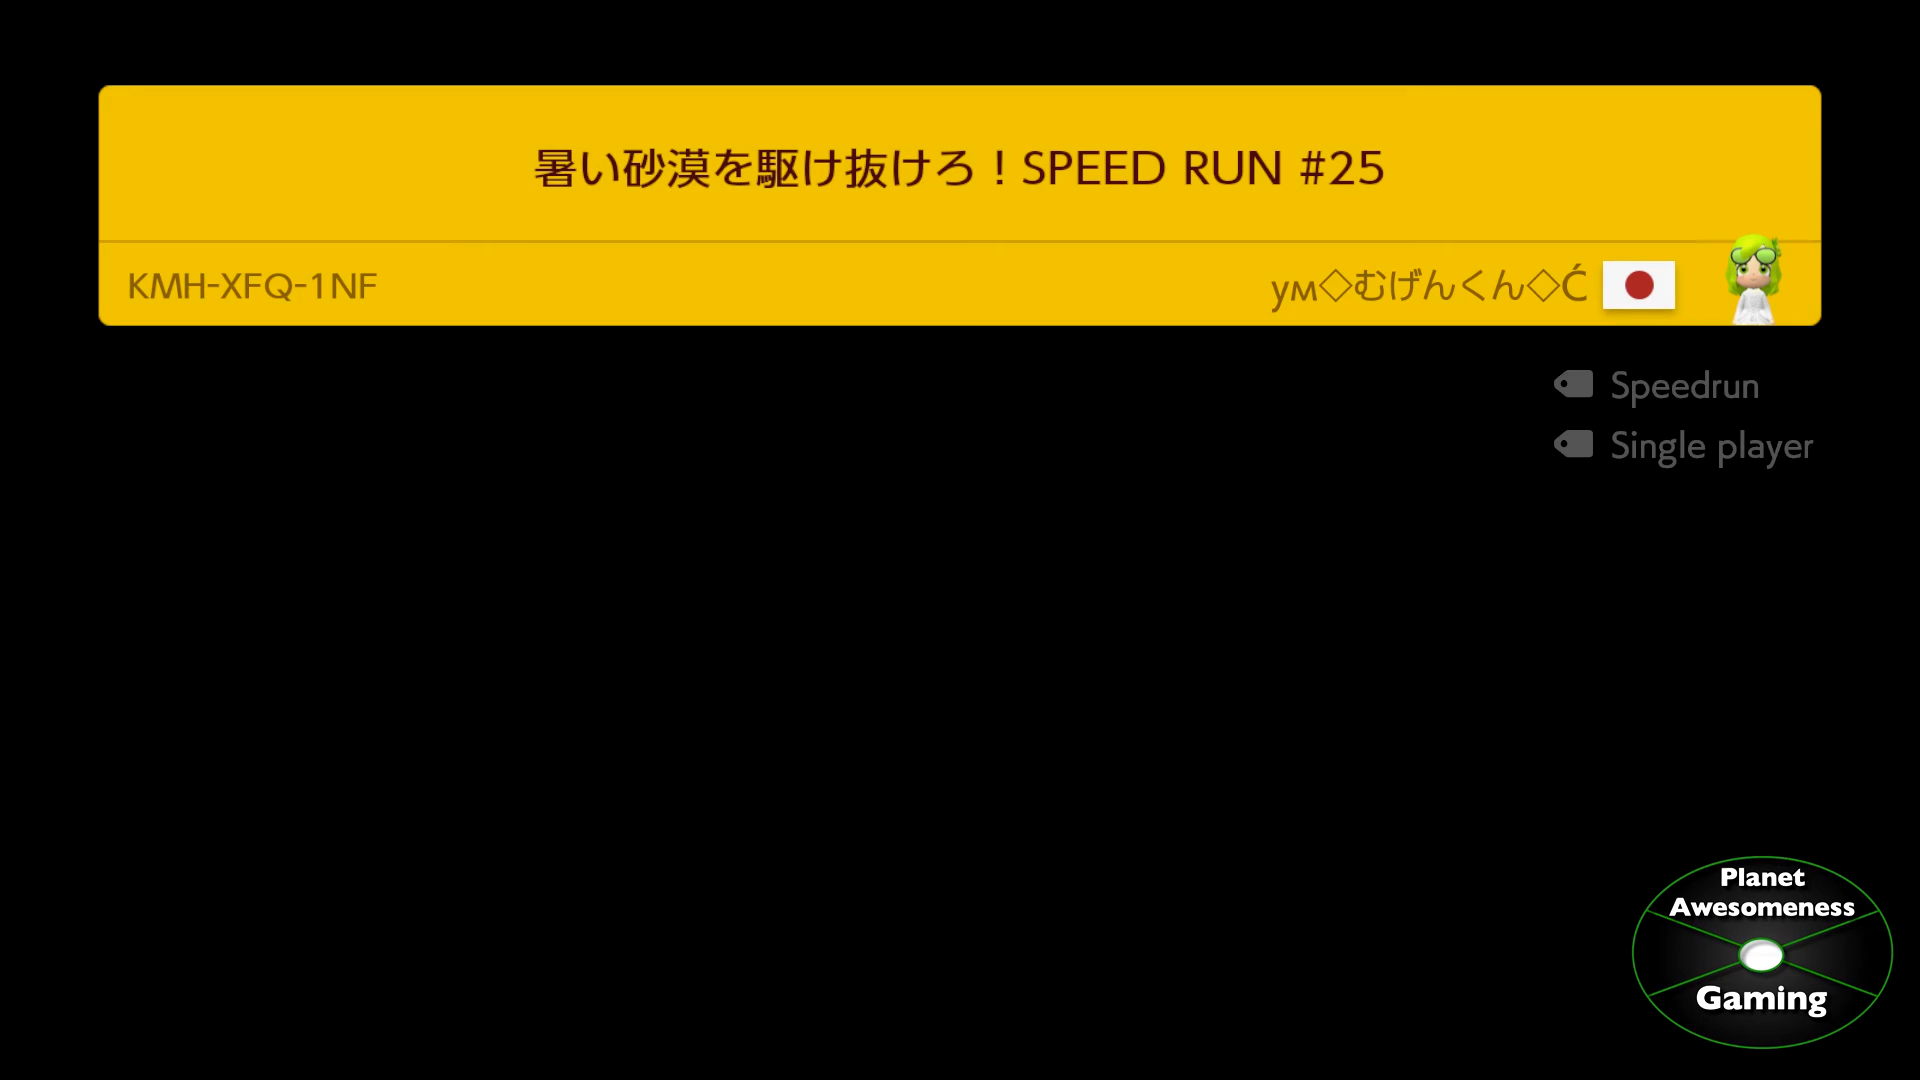 暑い砂漠を駆け抜けろ！SPEED RUN #25
KMH-XFQ-1NF
yм◇むげんくん◇Ć
Speedrun
Single player
Planet
Awesomeness
Gaming